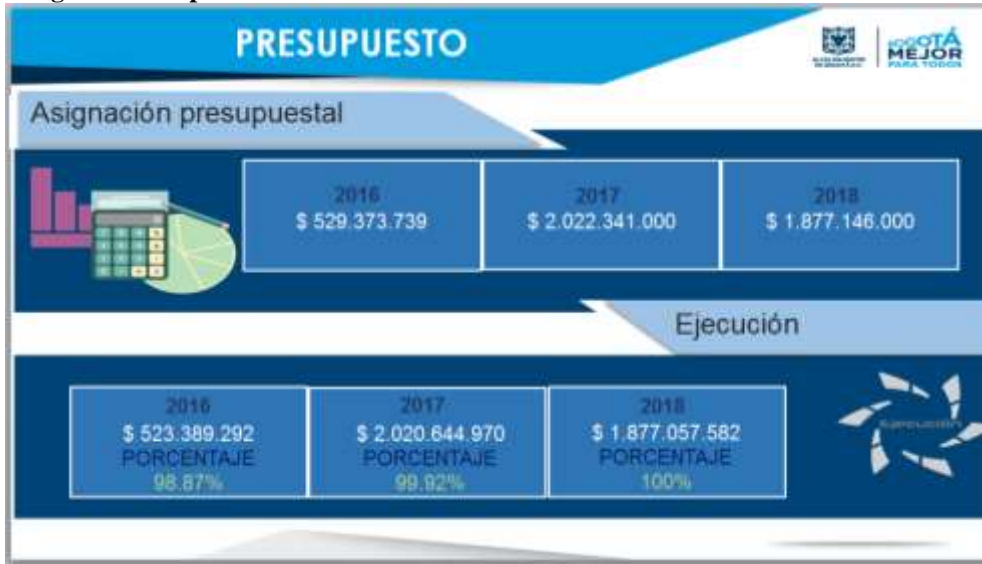 PRESUPUESTO
BOGOTÁ
MEJOR
PARA TODOS
Asignación presupuestal
2016
$ 529.373.739
2017
$ 2.022.341.000
2018
$ 1.877.146.000
Ejecución
2016
$ 523.389.292
PORCENTAJE
98.87%
2017
$ 2.020.644.970
PORCENTAJE
99.92%
2018
$ 1.877.057.582
PORCENTAJE
100%
Ejecución